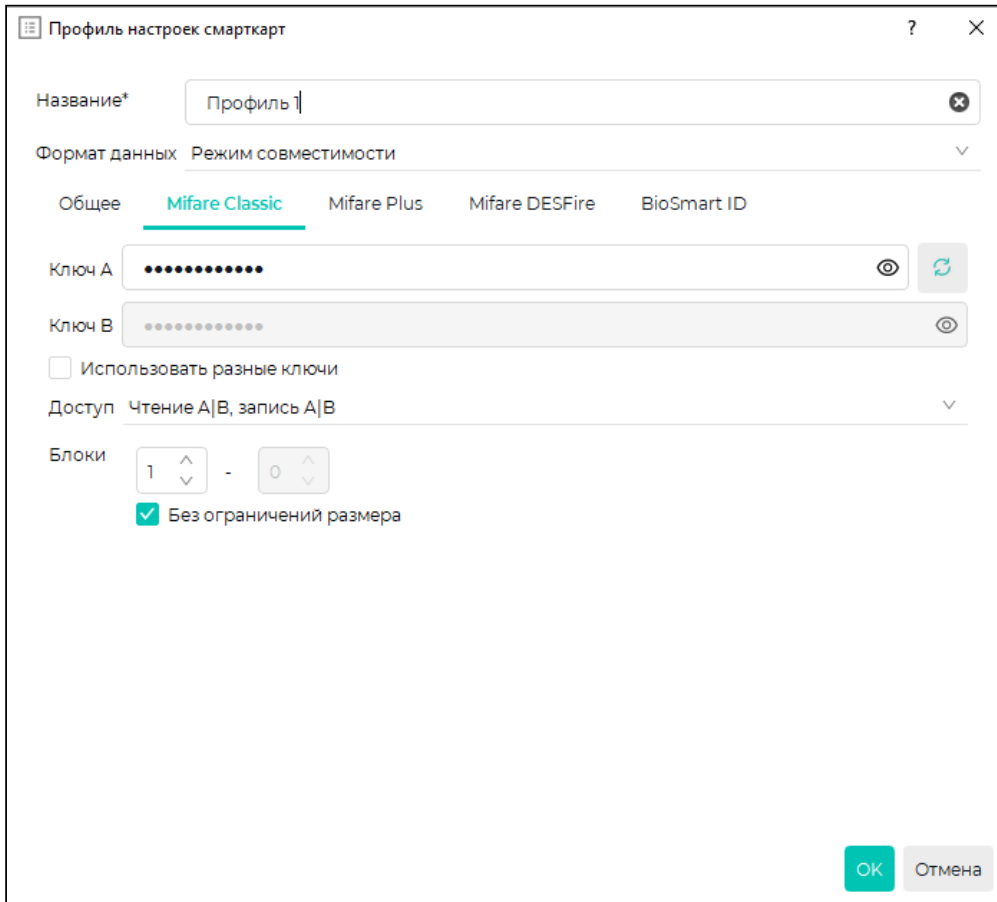 Профиль настроек смарткарт ?
Название* Профиль 1
Формат данных Режим совместимости
Общее Mifare Classic Mifare Plus Mifare DESFire BioSmart ID
Ключ A ••••••••••••
Ключ B ••••••••••••
Использовать разные ключи
Доступ Чтение A|B, запись A|B
Блоки 1 - 0
Без ограничений размера
OK Отмена